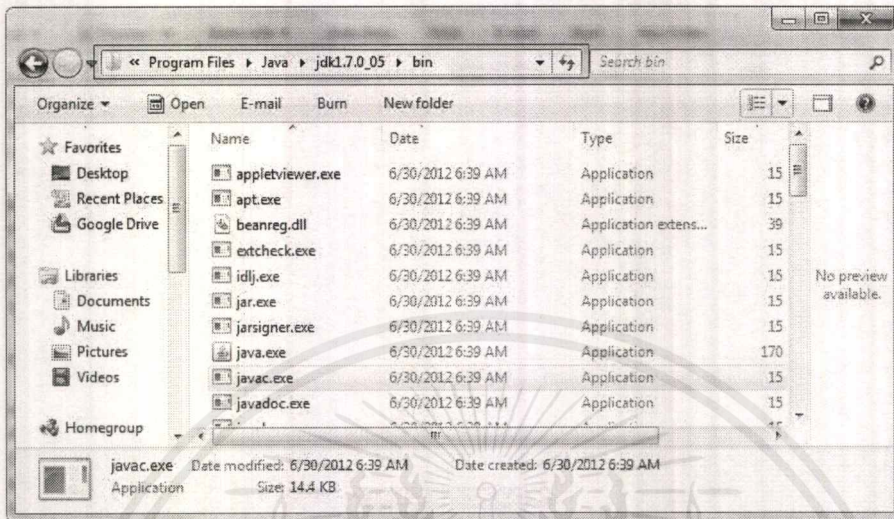 « Program Files ▸ Java ▸ jdk1.7.0_05 ▸ bin
Search bin
Organize Open E-mail Burn New folder
Name Date Type Size
Favorites
Desktop
Recent Places
Google Drive
Libraries
Documents
Music
Pictures
Videos
Homegroup
appletviewer.exe 6/30/2012 6:39 AM Application 15
apt.exe 6/30/2012 6:39 AM Application 15
beanreg.dll 6/30/2012 6:39 AM Application extens... 39
extcheck.exe 6/30/2012 6:39 AM Application 15
idlj.exe 6/30/2012 6:39 AM Application 15
jar.exe 6/30/2012 6:39 AM Application 15
jarsigner.exe 6/30/2012 6:39 AM Application 15
java.exe 6/30/2012 6:39 AM Application 170
javac.exe 6/30/2012 6:39 AM Application 15
javadoc.exe 6/30/2012 6:39 AM Application 15
No preview
available.
javac.exe Date modified: 6/30/2012 6:39 AM Date created: 6/30/2012 6:39 AM
Application Size: 14.4 KB